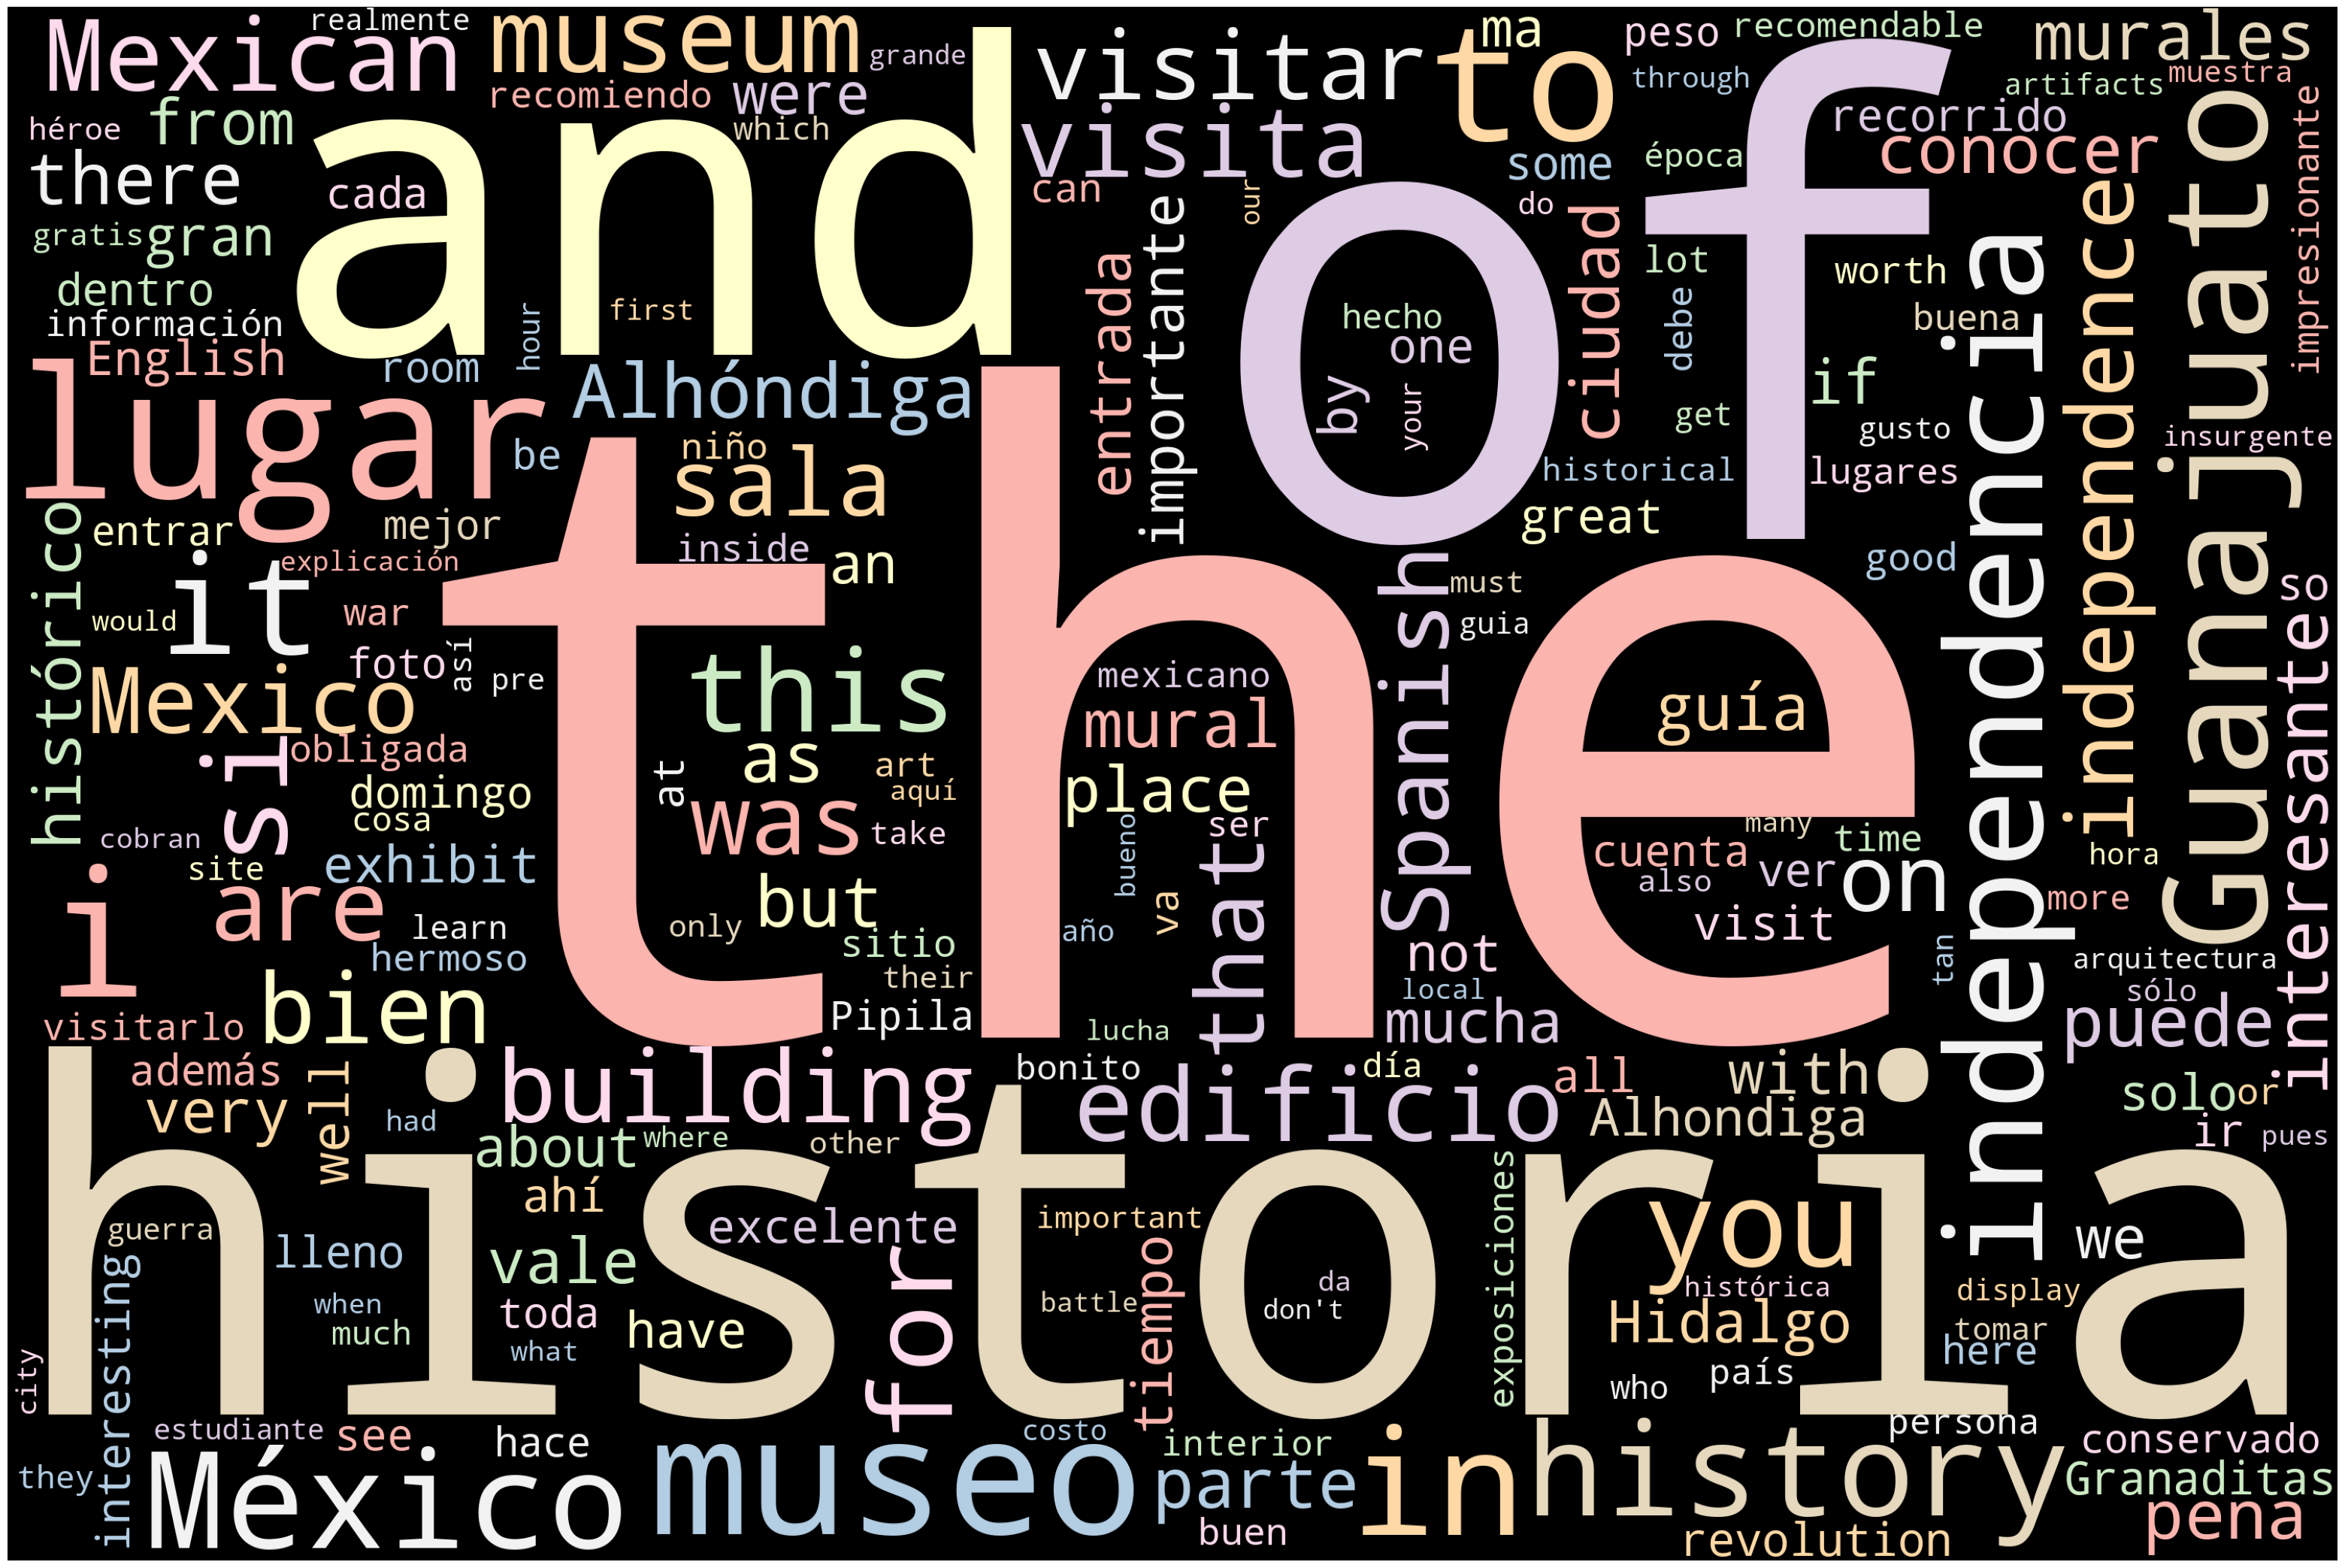 realmente
Mexican
museum
grande
recomiendo
were
which
héroe
from
there
cada
gratis
gran
dentro
información
English
room
hour
first
and
visitar
visita
to
ma
peso
recomendable
murales
through
artifacts
muestra
recorrido
conocer
some
época
can
our
do
of
impresionante
importante
entrada
ciudad
lot
worth
buena
debe
hecho
one
by
your
get
if
gusto
historical
lugares
great
good
insurgente
independence
independencia
Guanajuato
lugar
Alhóndiga
be
niño
sala
entrar
mejor
inside
an
explicación
histórico
it
would
war
foto
así
pre
Mexico
si
this
obligada
domingo
cosa
as
at
art
aquí
was
take
cobran
site
exhibit
i
are
but
learn
only
hermoso
sitio
their
bien
visitarlo
Pipila
the
must
guia
Spanish
mexicano
mural
guía
place
bueno
ser
that
va
año
many
time
cuenta
also
ver
on
visit
not
local
mucha
lucha
so
interesante
hora
more
arquitectura
sólo
tan
puede
además
very
well
had
building
bonito
día
edificio
all
with
Alhondiga
solo
or
ir
pues
about
where
other
ahí
guerra
lleno
vale
excelente
important
for
tiempo
exposiciones
you
we
when
much
toda
what
have
battle
da
don't
histórica
Hidalgo
display
tomar
here
who
país
city
interesting
historia
estudiante
see
hace
costo
interior
persona
conservado
they
México
museo
parte
buen
in
history
Granaditas
revolution
pena